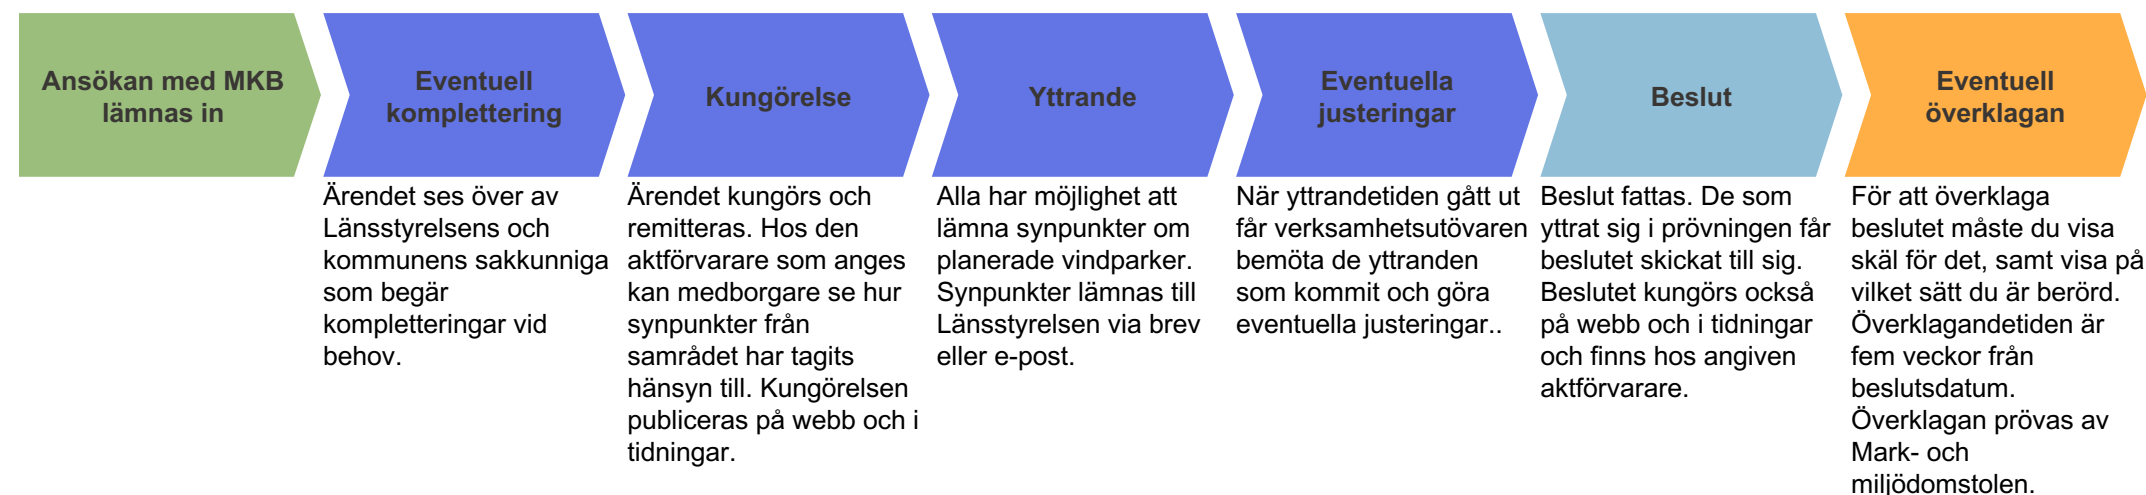 Ansökan med MKB
lämnas in
Eventuell
komplettering
Kungörelse
Yttrande
Eventuella
justeringar
Beslut
Eventuell
överklagan
Ärendet ses över av
Länsstyrelsens och
kommunens sakkunniga
som begär
kompletteringar vid
behov.
Ärendet kungörs och
remitteras. Hos den
aktförvarare som anges
kan medborgare se hur
synpunkter från
samrådet har tagits
hänsyn till. Kungörelsen
publiceras på webb och i
tidningar.
Alla har möjlighet att
lämna synpunkter om
planerade vindparker.
Synpunkter lämnas till
Länsstyrelsen via brev
eller e-post.
När yttrandetiden gått ut
får verksamhetsutövaren
bemöta de yttranden
som kommit och göra
eventuella justeringar..
Beslut fattas. De som
yttrat sig i prövningen får
beslutet skickat till sig.
Beslutet kungörs också
på webb och i tidningar
och finns hos angiven
aktförvarare.
För att överklaga
beslutet måste du visa
skäl för det, samt visa på
vilket sätt du är berörd.
Överklagandetiden är
fem veckor från
beslutsdatum.
Överklagan prövas av
Mark- och
miljödomstolen.